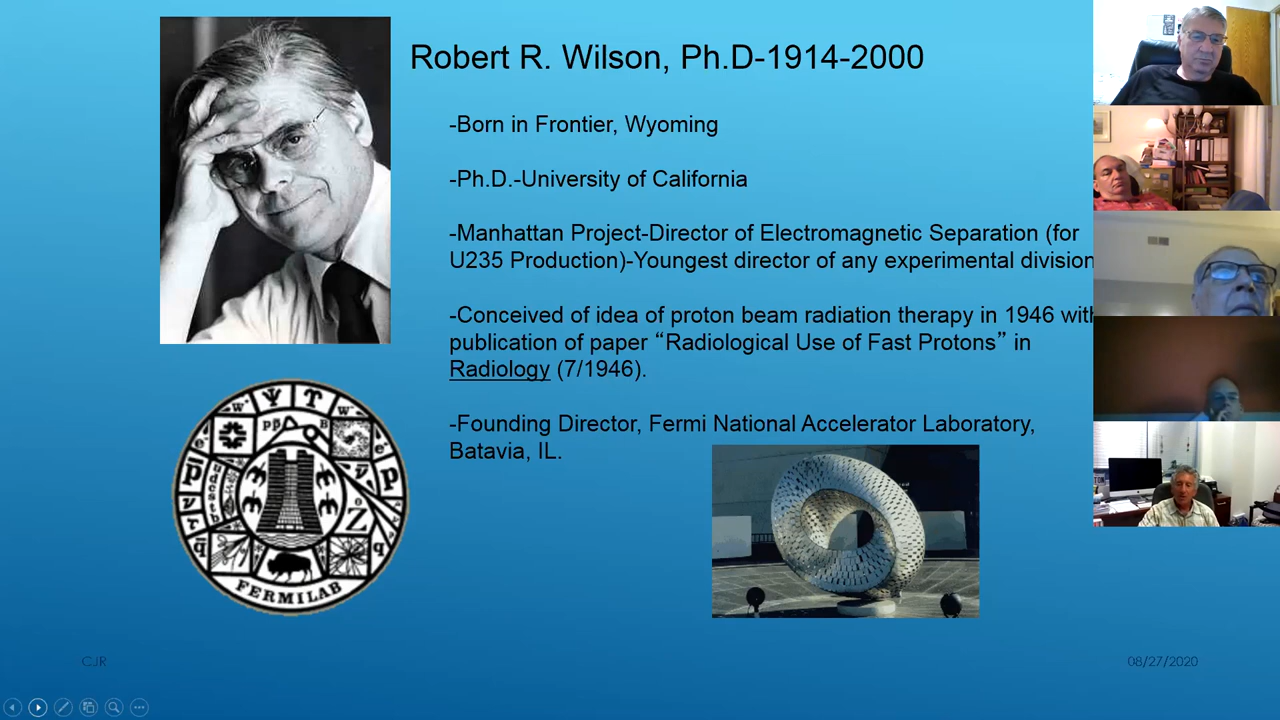 Robert R. Wilson, Ph.D-1914-2000
-Born in Frontier, Wyoming
-Ph.D.-University of California
-Manhattan Project-Director of Electromagnetic Separation (for
U235 Production)-Youngest director of any experimental division
-Conceived of idea of proton beam radiation therapy in 1946 with
publication of paper “Radiological Use of Fast Protons” in
Radiology (7/1946).
-Founding Director, Fermi National Accelerator Laboratory,
Batavia, IL.
FERMILAB
CJR
08/27/2020